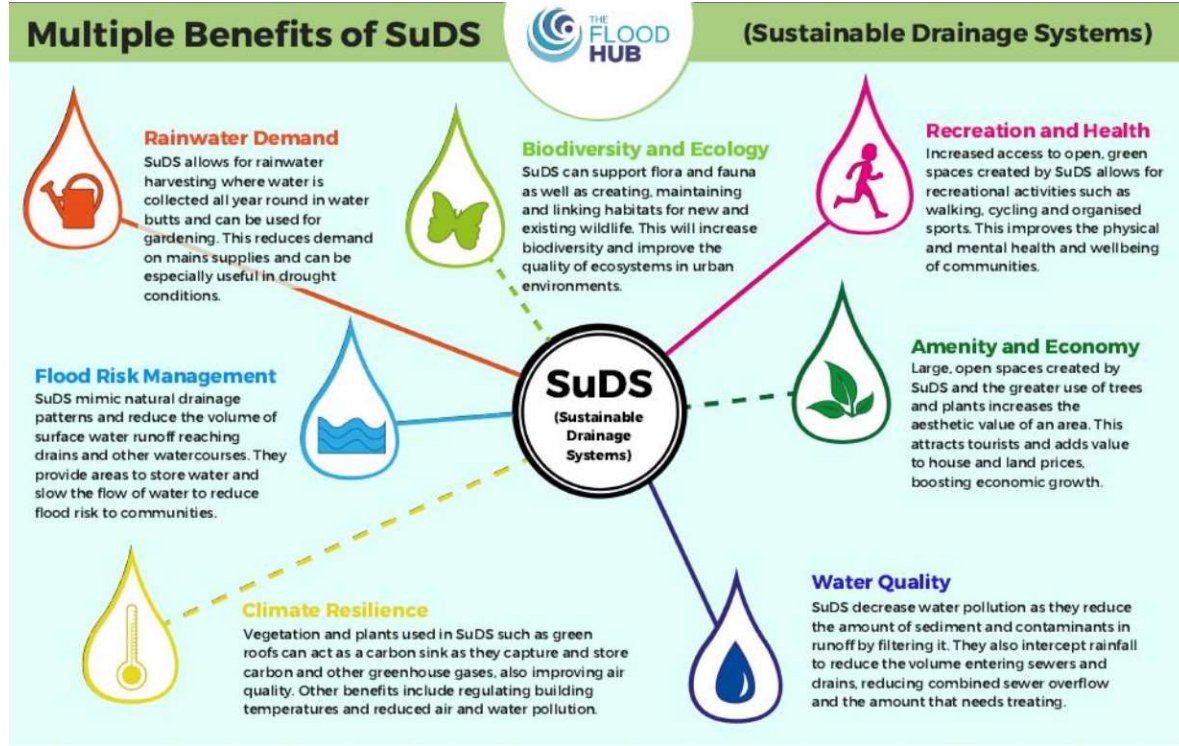 Multiple Benefits of SuDS
THE
FLOOD
HUB
(Sustainable Drainage Systems)
Rainwater Demand
SuDS allows for rainwater
harvesting where water is
collected all year round in water
butts and can be used for
gardening. This reduces demand
on mains supplies and can be
especially useful in drought
conditions.
Biodiversity and Ecology
SuDS can support flora and fauna
as well as creating, maintaining
and linking habitats for new and
existing wildlife. This will increase
biodiversity and improve the
quality of ecosystems in urban
environments.
Recreation and Health
Increased access to open, green
spaces created by SuDS allows for
recreational activities such as
walking, cycling and organised
sports. This improves the physical
and mental health and wellbeing
of communities.
Flood Risk Management
SuDS mimic natural drainage
patterns and reduce the volume of
surface water runoff reaching
drains and other watercourses. They
provide areas to store water and
slow the flow of water to reduce
flood risk to communities.
SuDS
(Sustainable
Drainage
Systems)
Amenity and Economy
Large, open spaces created by
SuDS and the greater use of trees
and plants increases the
aesthetic value of an area. This
attracts tourists and adds value
to house and land prices,
boosting economic growth.
Climate Resilience
Vegetation and plants used in SuDS such as green
roofs can act as a carbon sink as they capture and store
carbon and other greenhouse gases, also improving air
quality. Other benefits include regulating building
temperatures and reduced air and water pollution.
Water Quality
SuDS decrease water pollution as they reduce
the amount of sediment and contaminants in
runoff by filtering it. They also intercept rainfall
to reduce the volume entering sewers and
drains, reducing combined sewer overflow
and the amount that needs treating.